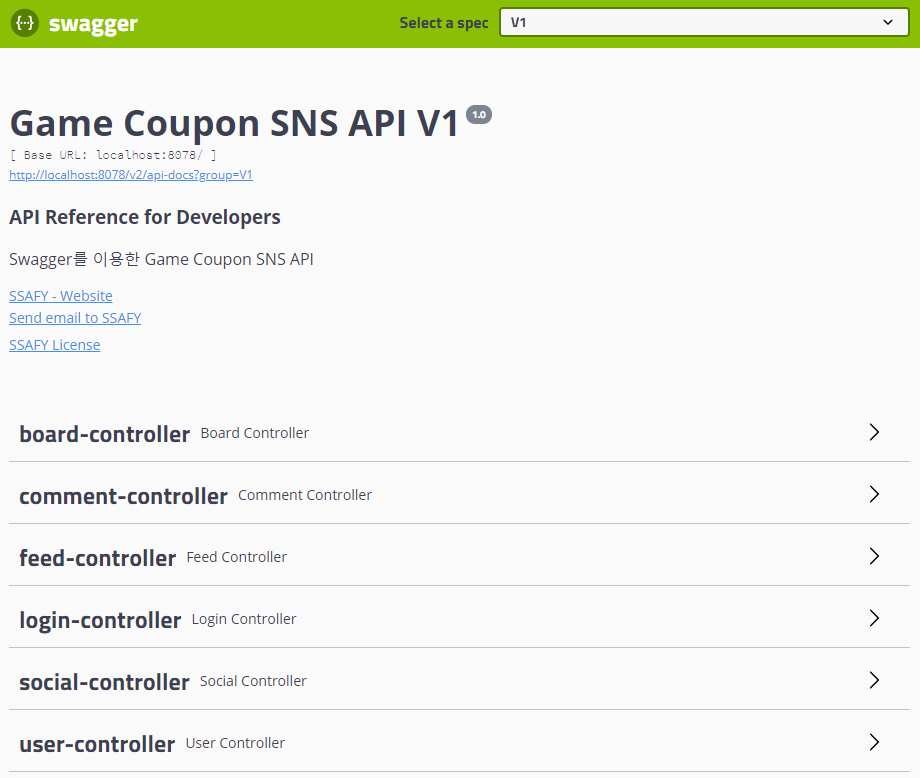 {···} swagger Select a spec V1
Game Coupon SNS API V1 1.0
[ Base URL: localhost:8078/ ]
http://localhost:8078/v2/api-docs?group=V1
API Reference for Developers
Swagger를 이용한 Game Coupon SNS API
SSAFY - Website
Send email to SSAFY
SSAFY License
board-controller Board Controller
comment-controller Comment Controller
feed-controller Feed Controller
login-controller Login Controller
social-controller Social Controller
user-controller User Controller